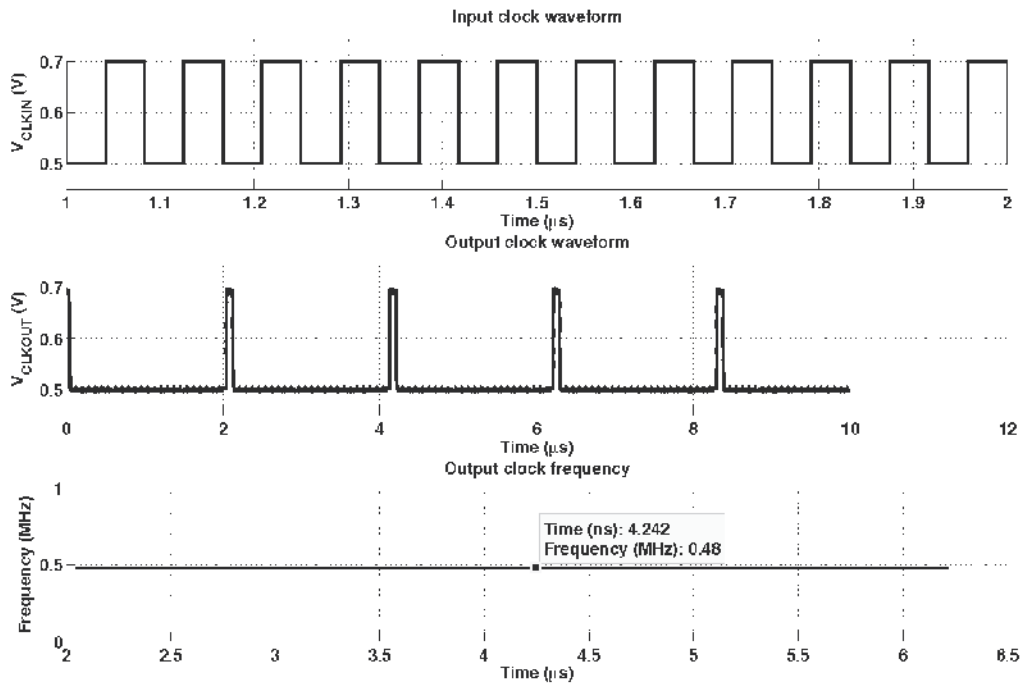 Input clock waveform
V_CLKIN (V)
0.7
0.6
0.5
1 1.1 1.2 1.3 1.4 1.5 1.6 1.7 1.8 1.9 2
Time (μs)
Output clock waveform
V_CLKOUT (V)
0.7
0.6
0.5
0 2 4 6 8 10 12
Time (μs)
Output clock frequency
Frequency (MHz)
1
0.5
0
Time (ns): 4.242
Frequency (MHz): 0.48
2 2.5 3 3.5 4 4.5 5 5.5 6 6.5
Time (μs)